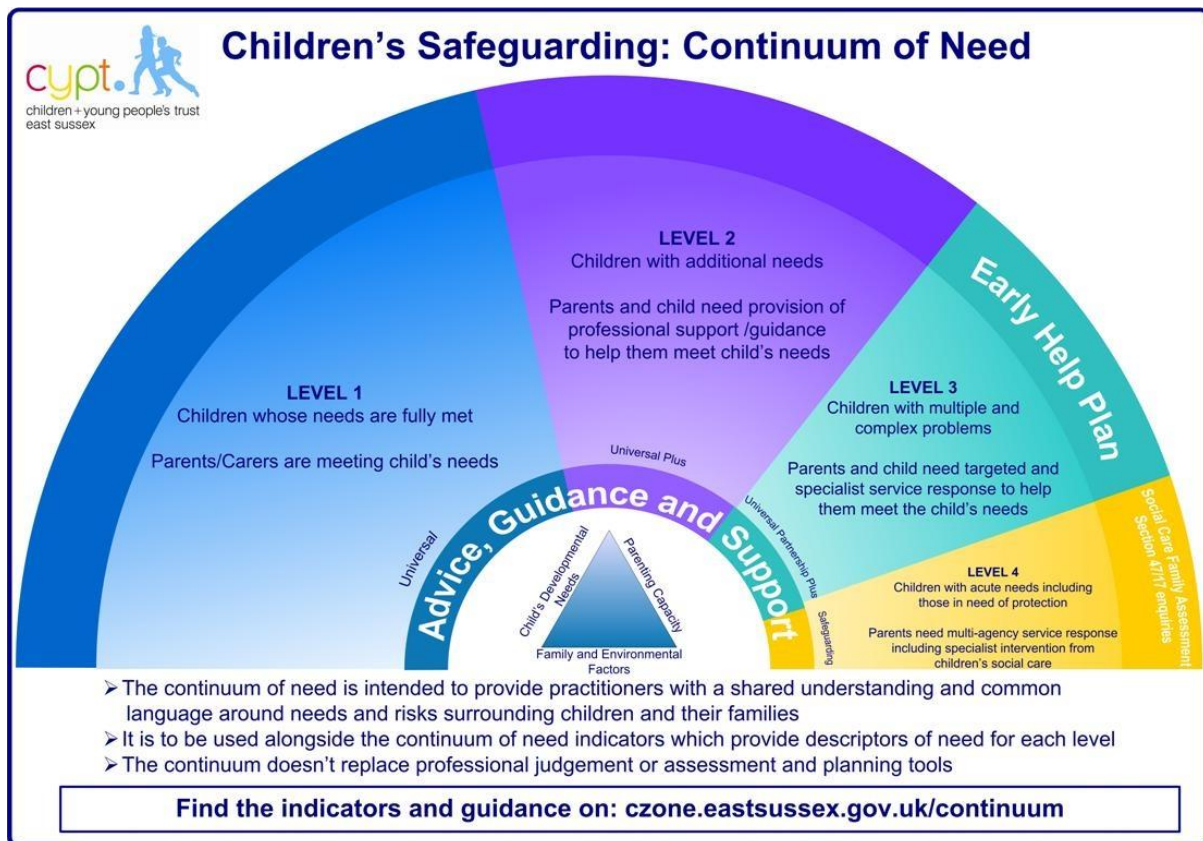 Children's Safeguarding: Continuum of Need
cypt.
children + young people's trust
east sussex
LEVEL 1
Children whose needs are fully met
Parents/Carers are meeting child's needs
LEVEL 2
Children with additional needs
Parents and child need provision of
professional support /guidance
to help them meet child's needs
LEVEL 3
Children with multiple and
complex problems
Parents and child need targeted and
specialist service response to help
them meet the child's needs
LEVEL 4
Children with acute needs including
those in need of protection
Parents need multi-agency service response
including specialist intervention from
children's social care
Early Help Plan
Social Care Family Assessment
Section 47/17 enquiries
Universal
Universal Plus
Universal Partnership Plus
Safeguarding
Advice, Guidance and Support
Child's Developmental
Needs
Parenting Capacity
Family and Environmental
Factors
➢ The continuum of need is intended to provide practitioners with a shared understanding and common
language around needs and risks surrounding children and their families
➢ It is to be used alongside the continuum of need indicators which provide descriptors of need for each level
➢ The continuum doesn't replace professional judgement or assessment and planning tools
Find the indicators and guidance on: czone.eastsussex.gov.uk/continuum